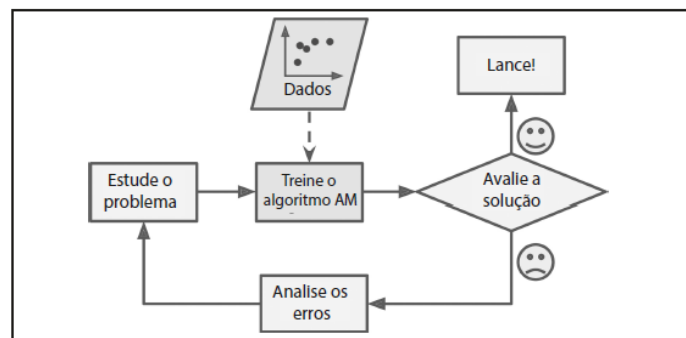 Dados
Lance!
Estude o
problema
Treine o
algoritmo AM
Avalie a
solução
Analise os
erros